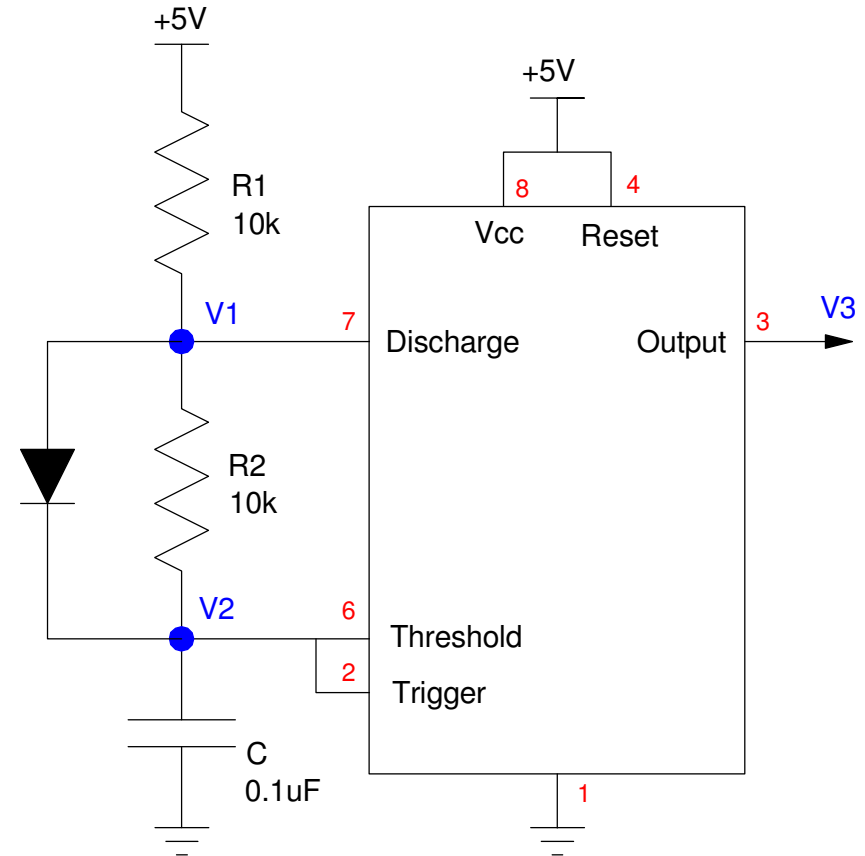 +5V
+5V
R1
10k
8
4
Vcc
Reset
V1
7
Discharge
Output
3
V3
R2
10k
V2
6
Threshold
2
Trigger
C
0.1uF
1